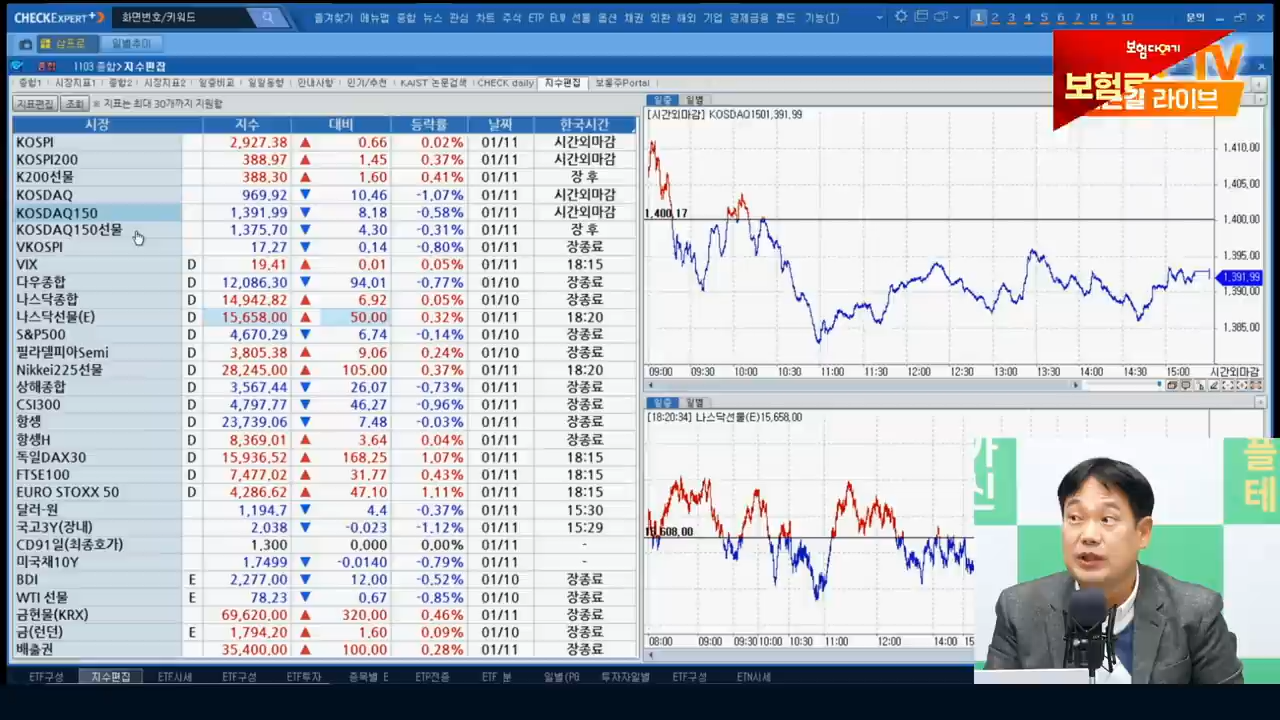 CHECK EXPERT+ 화면번호/키워드 즐겨찾기 메뉴맵 종합 뉴스 관심 차트 주식 ETP ELW 선물 옵션 채권 외환 해외 기업 경제금융 펀드 기능(T) 1 2 3 4 5 6 7 8 9 10 문의
삼프로 일별추미
종합 1103 종합>지수편집
종합1 시장지표1 종합2 시장지표2 업종비교 일일동향 안내사항 인기/추천 KAIST 논문검색 CHECK daily 지수편집 보통주Portal
지표편집 조회 ※ 지표는 최대 30개까지 지원함
시장 지수 대비 등락률 날짜 한국시간
KOSPI 2,927.38 ▲ 0.66 0.02% 01/11 시간외마감
KOSPI200 388.97 ▲ 1.45 0.37% 01/11 시간외마감
K200선물 388.30 ▲ 1.60 0.41% 01/11 장 후
KOSDAQ 969.92 ▼ 10.46 -1.07% 01/11 시간외마감
KOSDAQ150 1,391.99 ▼ 8.18 -0.58% 01/11 시간외마감
KOSDAQ150선물 1,375.70 ▼ 4.30 -0.31% 01/11 장 후
VKOSPI 17.27 ▼ 0.14 -0.80% 01/11 장종료
VIX D 19.41 ▲ 0.01 0.05% 01/11 18:15
다우종합 D 12,086.30 ▼ 94.01 -0.77% 01/10 장종료
나스닥종합 D 14,942.82 ▲ 6.92 0.05% 01/10 장종료
나스닥선물(E) D 15,658.00 ▲ 50.00 0.32% 01/11 18:20
S&P500 D 4,670.29 ▼ 6.74 -0.14% 01/10 장종료
필라델피아Semi D 3,805.38 ▲ 9.06 0.24% 01/10 장종료
Nikkei225선물 D 28,245.00 ▲ 105.00 0.37% 01/11 18:20
상해종합 D 3,567.44 ▼ 26.07 -0.73% 01/11 장종료
CSI300 D 4,797.77 ▼ 46.27 -0.96% 01/11 장종료
항셍 D 23,739.06 ▼ 7.48 -0.03% 01/11 장종료
항셍H D 8,369.01 ▲ 3.64 0.04% 01/11 장종료
독일DAX30 D 15,936.52 ▲ 168.25 1.07% 01/11 18:15
FTSE100 D 7,477.02 ▲ 31.77 0.43% 01/11 18:15
EURO STOXX 50 D 4,286.62 ▲ 47.10 1.11% 01/11 18:15
달러-원 1,194.7 ▼ 4.4 -0.37% 01/11 15:30
국고3Y(장내) 2.038 ▼ -0.023 -1.12% 01/11 15:29
CD91일(최종호가) 1.300 0.000 0.00% 01/11 -
미국채10Y 1.7499 ▼ -0.0140 -0.79% 01/11 -
BDI E 2,277.00 ▼ 12.00 -0.52% 01/10 장종료
WTI 선물 E 78.23 ▼ 0.67 -0.85% 01/10 장종료
금현물(KRX) 69,620.00 ▲ 320.00 0.46% 01/11 장종료
금(런던) E 1,794.20 ▲ 1.60 0.09% 01/10 장종료
배출권 35,400.00 ▲ 100.00 0.28% 01/11 장종료
일중 일별
[시간외마감] KOSDAQ1501,391.99
1,410.00
1,405.00
1,400.17 1,400.00
1,395.00
1,391.99
1,390.00
1,385.00
09:00 09:30 10:00 10:30 11:00 11:30 12:00 12:30 13:00 13:30 14:00 14:30 15:00 시간외마감
일중 일별
[18:20:34] 나스닥선물(E)15,658.00
15,608.00
08:00 09:00 09:30 10:00 10:30 11:00 12:00 14:00 15
보험다여기
보험료
TV
라이브
플
테
ETF구성 지수편집 ETF시세 ETF구성 ETF투자 종목별 E ETP전종 ETF 분 일별(PG 투자자일별 ETF구성 ETN시세